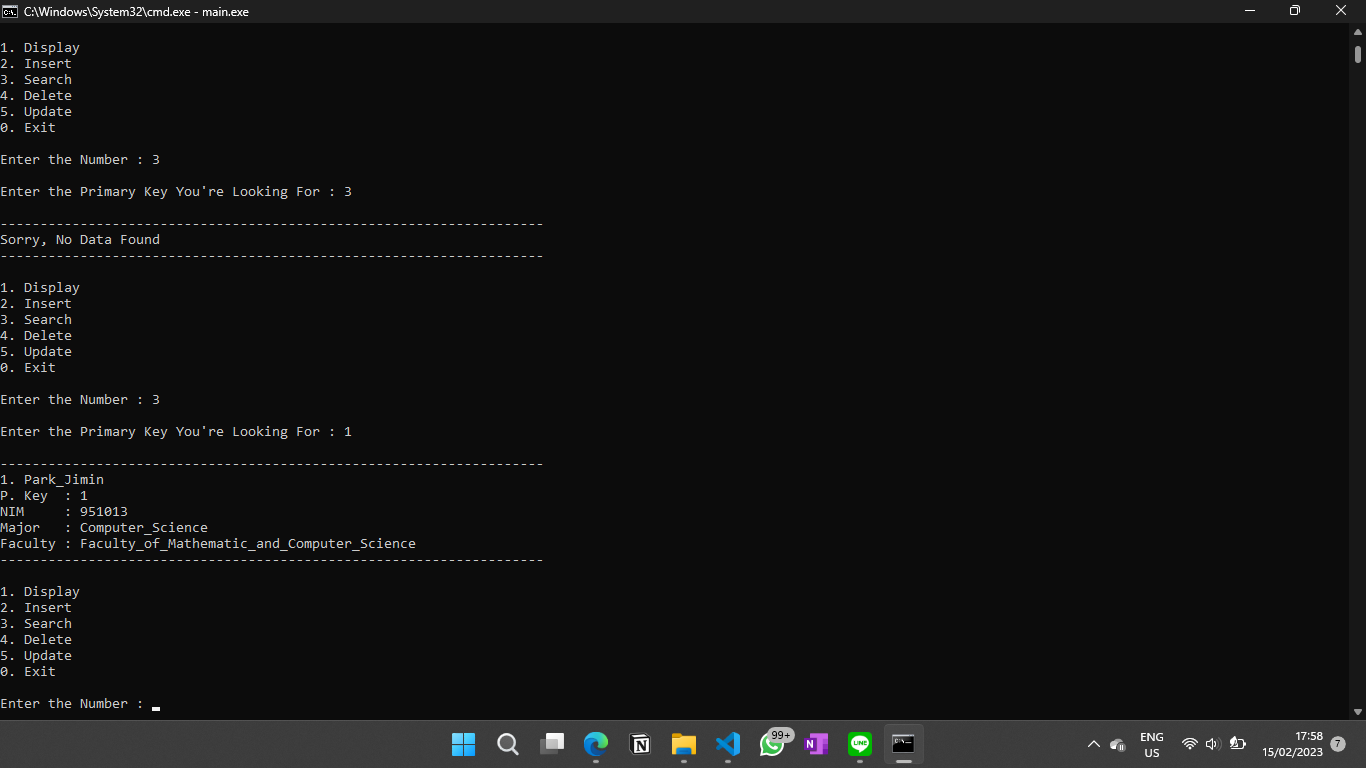 C:\Windows\System32\cmd.exe - main.exe
1. Display
2. Insert
3. Search
4. Delete
5. Update
0. Exit
Enter the Number : 3
Enter the Primary Key You're Looking For : 3
--------------------------------------------------------------------
Sorry, No Data Found
--------------------------------------------------------------------
1. Display
2. Insert
3. Search
4. Delete
5. Update
0. Exit
Enter the Number : 3
Enter the Primary Key You're Looking For : 1
--------------------------------------------------------------------
1. Park_Jimin
P. Key  : 1
NIM     : 951013
Major   : Computer_Science
Faculty : Faculty_of_Mathematic_and_Computer_Science
--------------------------------------------------------------------
1. Display
2. Insert
3. Search
4. Delete
5. Update
0. Exit
Enter the Number :
99+
N
N
LINE
ENG
US
17:58
15/02/2023
7